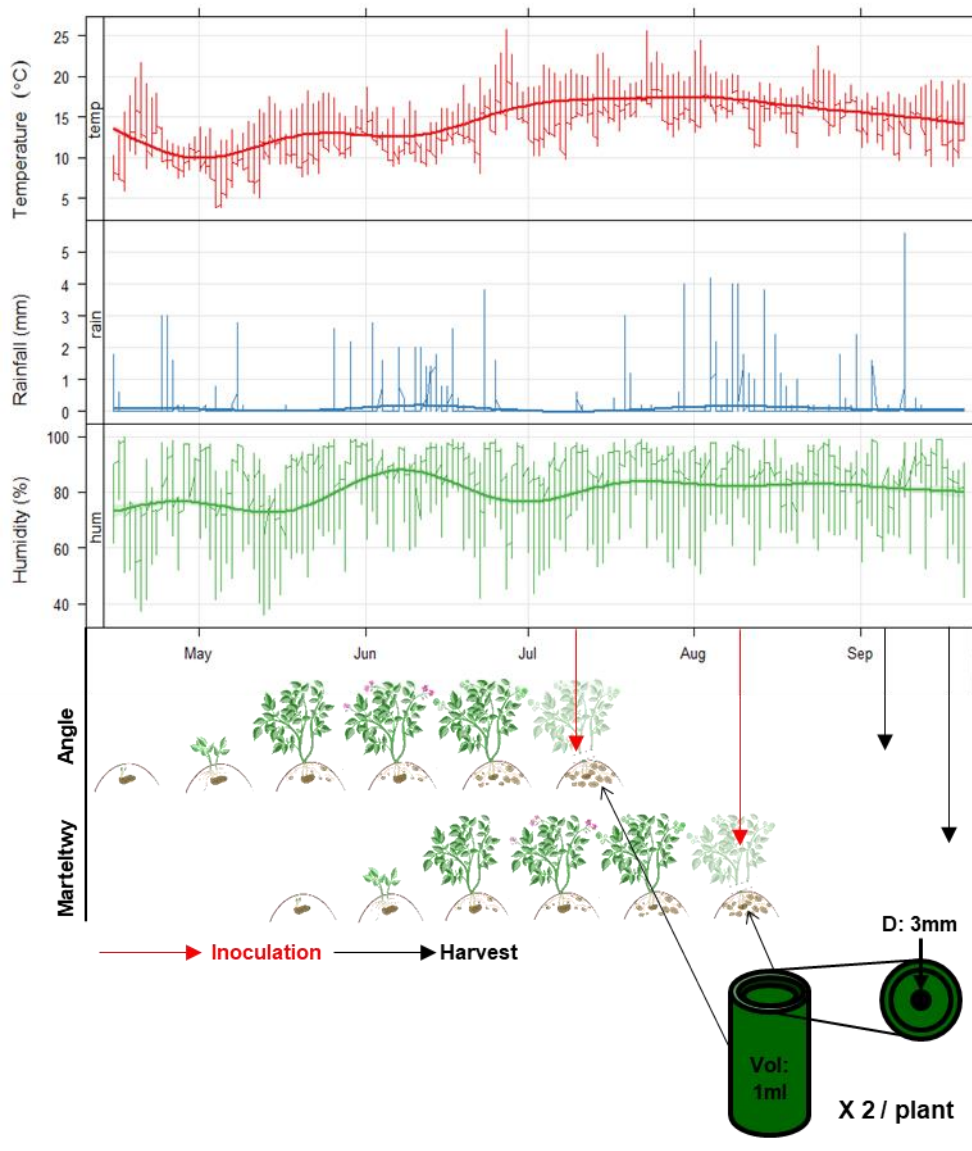 Temperature (°C)
temp
25
20
15
10
5
Rainfall (mm)
rain
5
4
3
2
1
0
Humidity (%)
hum
100
80
60
40
May Jun Jul Aug Sep
Angle
Marteltwy
Inoculation Harvest
D: 3mm
Vol:
1ml
X 2 / plant